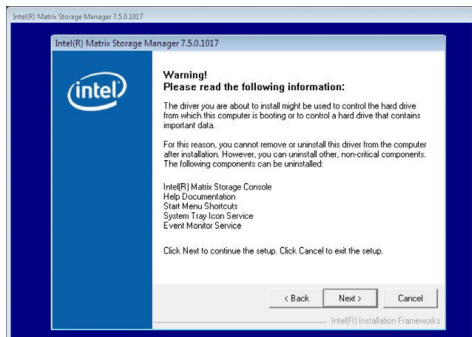 Intel(R) Matrix Storage Manager 7.5.0.1017
Intel(R) Matrix Storage Manager 7.5.0.1017
intel
Warning!
Please read the following information:
The driver you are about to install might be used to control the hard drive
from which this computer is booting or to control a hard drive that contains
important data.
For this reason, you cannot remove or uninstall this driver from the computer
after installation. However, you can uninstall other, non-critical components.
The following components can be uninstalled:
Intel(R) Matrix Storage Console
Help Documentation
Start Menu Shortcuts
System Tray Icon Service
Event Monitor Service
Click Next to continue the setup. Click Cancel to exit the setup.
< Back Next > Cancel
Intel(R) Installation Frameworks